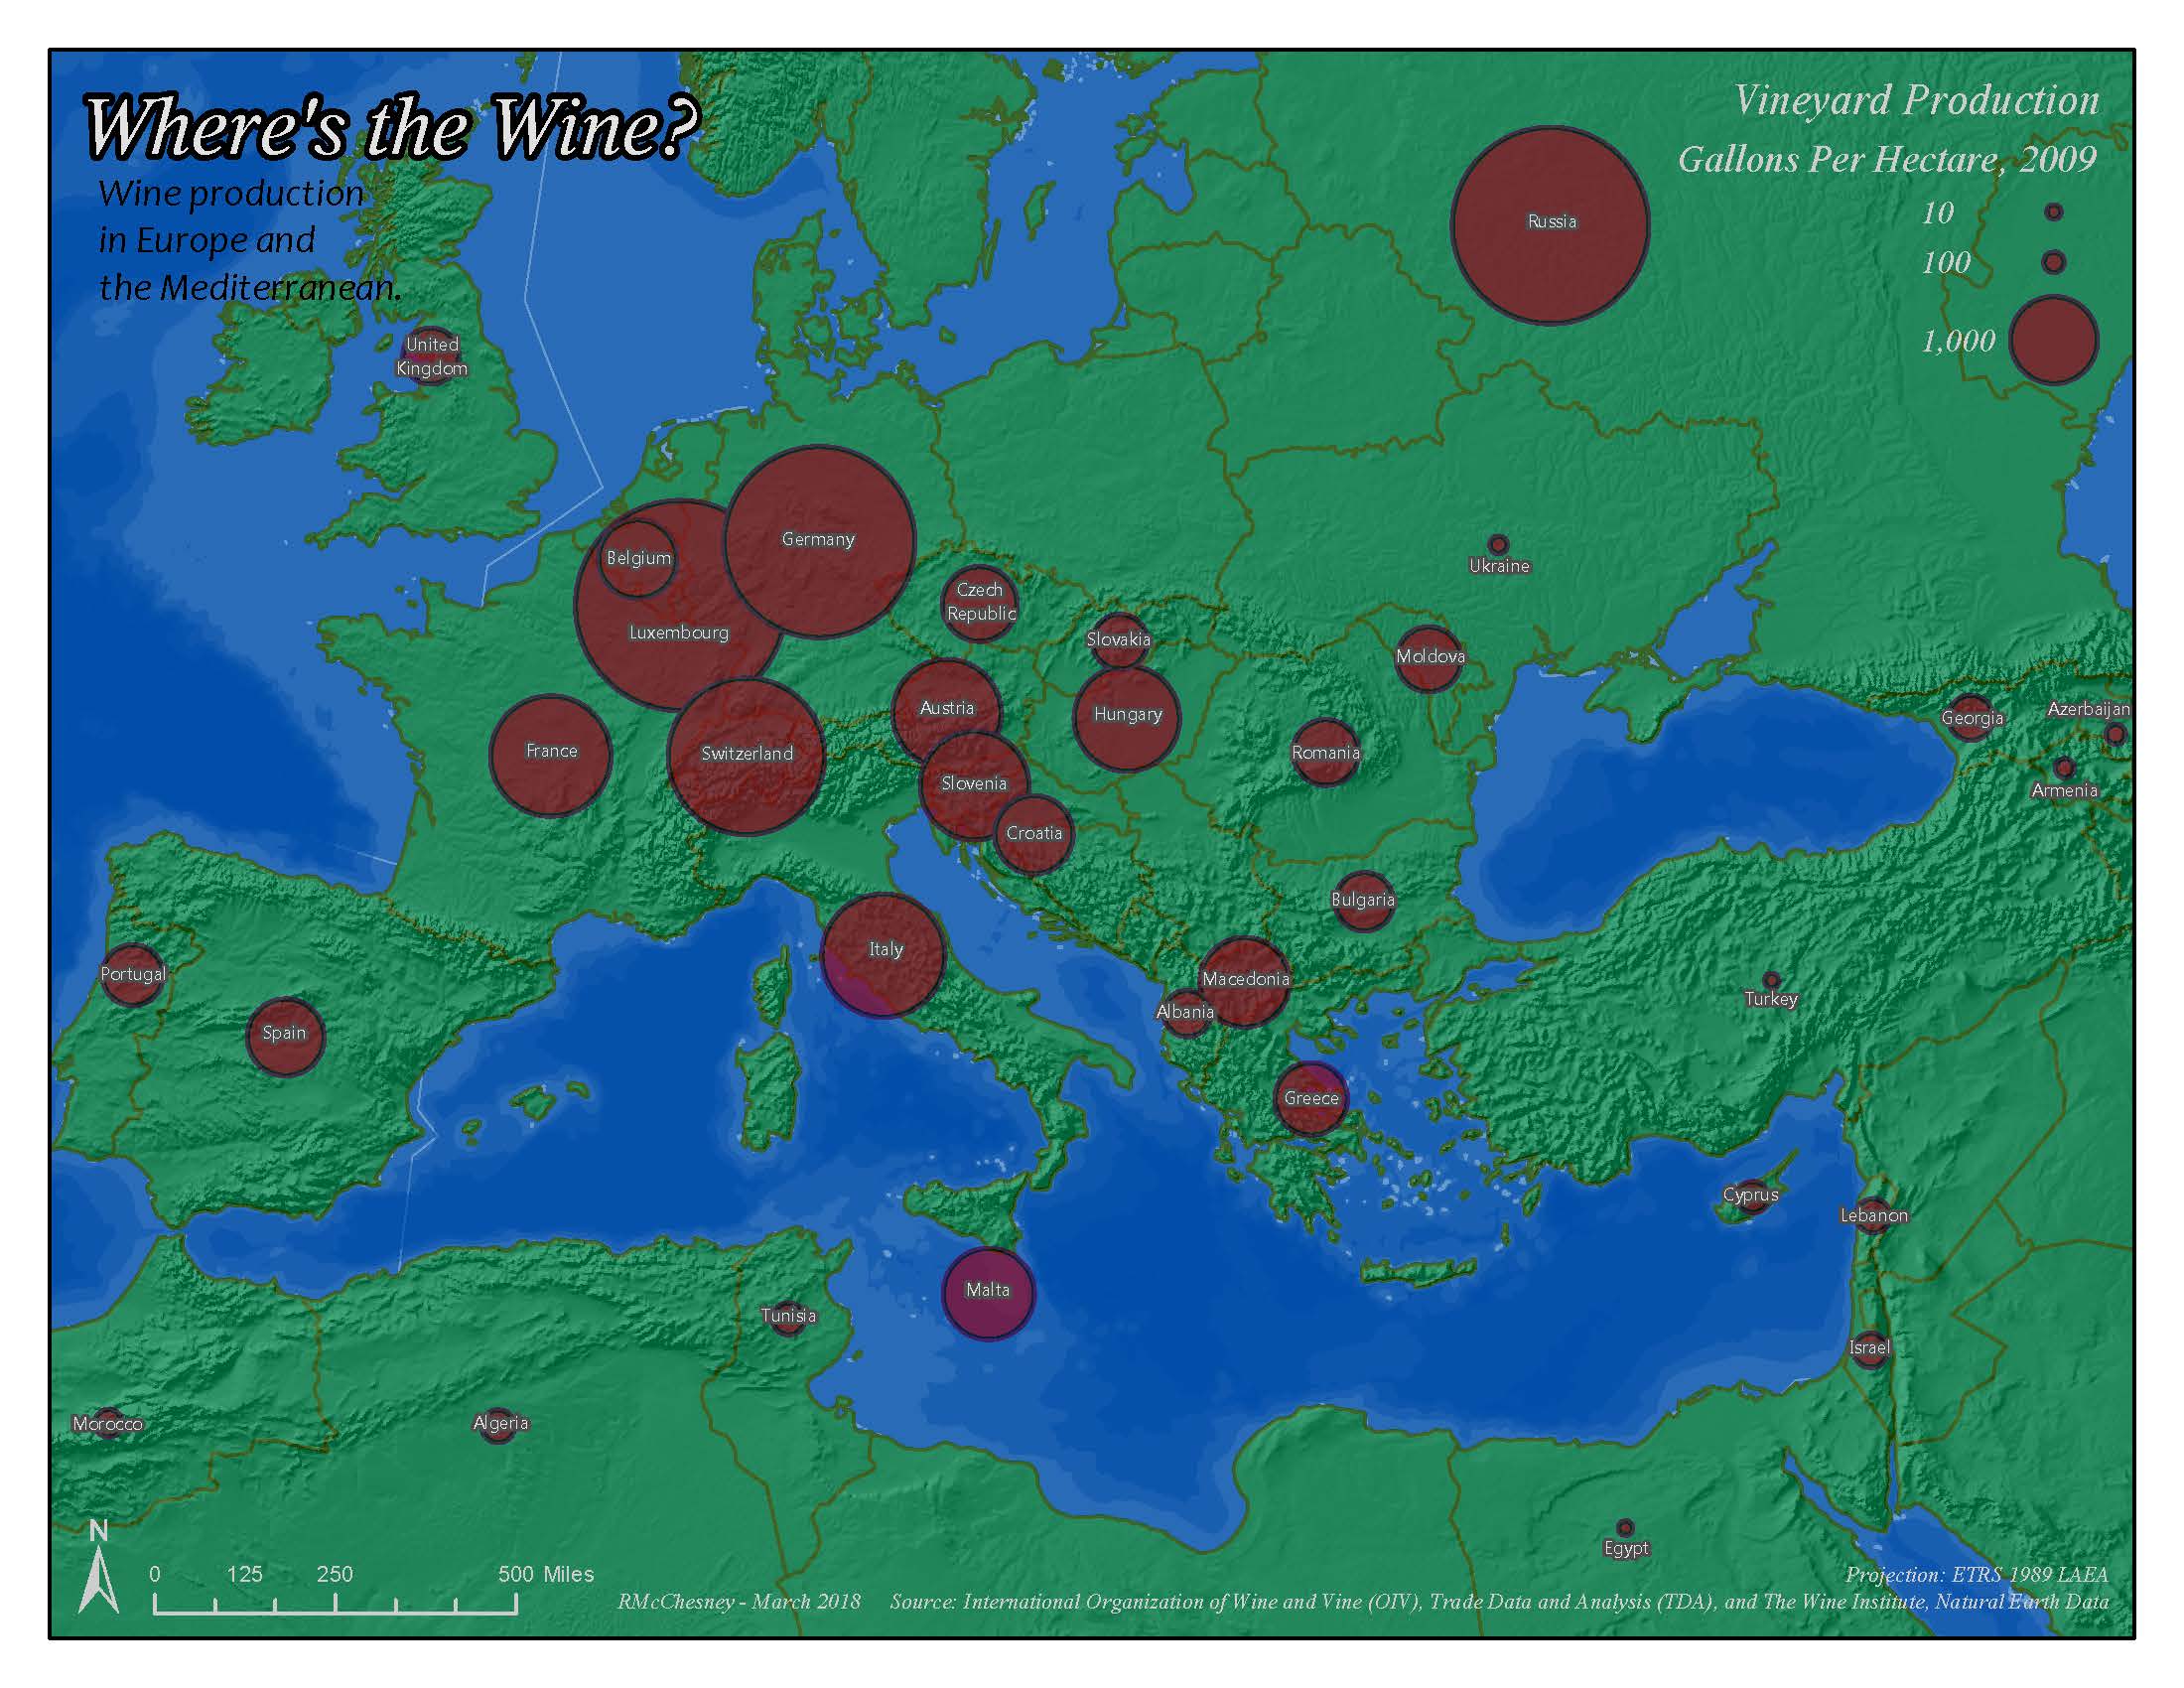 Where's the Wine?
Wine production
in Europe and
the Mediterranean.
Vineyard Production
Gallons Per Hectare, 2009
10
100
1,000
Russia
United
Kingdom
Germany
Belgium
Luxembourg
Ukraine
Czech
Republic
Slovakia
Moldova
Austria
Hungary
Georgia
Azerbaijan
France
Switzerland
Romania
Slovenia
Armenia
Croatia
Bulgaria
Italy
Portugal
Macedonia
Turkey
Albania
Spain
Greece
Cyprus
Lebanon
Malta
Tunisia
Israel
Morocco
Algeria
Egypt
N
0 125 250 500 Miles
Projection: ETRS 1989 LAEA
RMcChesney - March 2018 Source: International Organization of Wine and Vine (OIV), Trade Data and Analysis (TDA), and The Wine Institute, Natural Earth Data